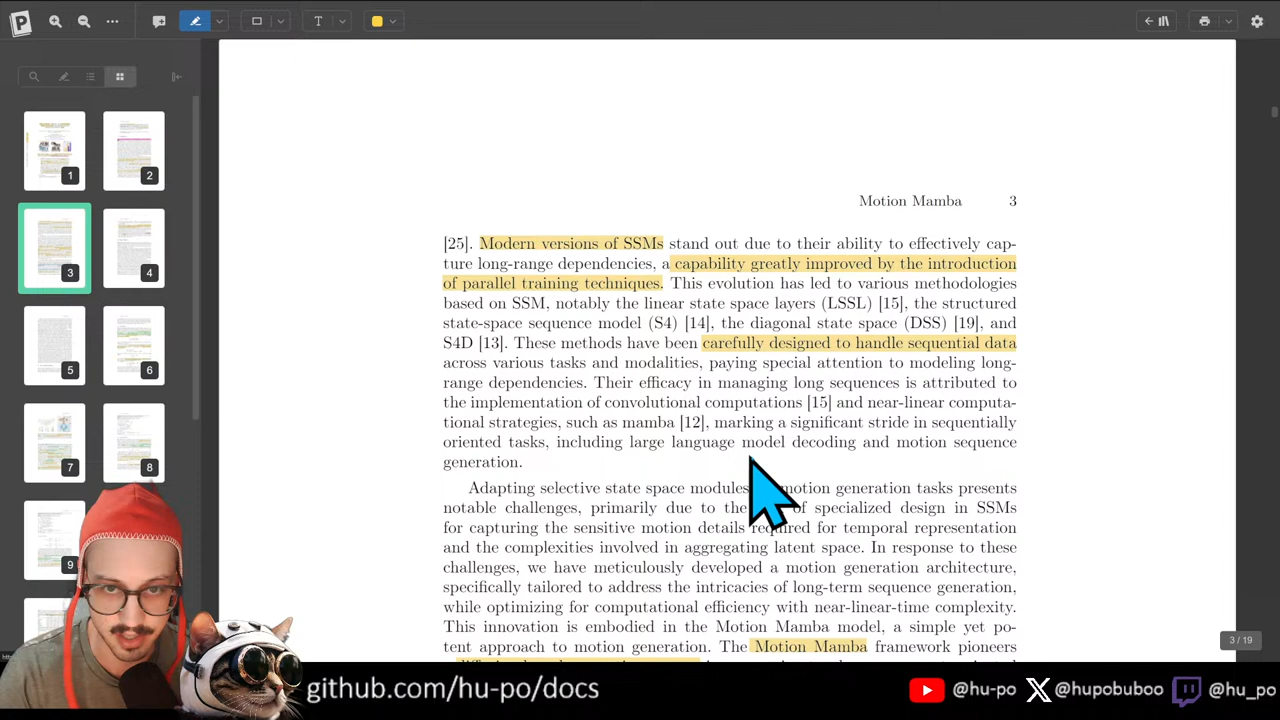 T
1
2
3
4
5
6
7
8
9
Motion Mamba 3
[25]. Modern versions of SSMs stand out due to their ability to effectively cap-
ture long-range dependencies, a capability greatly improved by the introduction
of parallel training techniques. This evolution has led to various methodologies
based on SSM, notably the linear state space layers (LSSL) [15], the structured
state-space sequence model (S4) [14], the diagonal state space (DSS) [19], and
S4D [13]. These methods have been carefully designed to handle sequential data
across various tasks and modalities, paying special attention to modeling long-
range dependencies. Their efficacy in managing long sequences is attributed to
the implementation of convolutional computations [15] and near-linear computa-
tional strategies, such as mamba [12], marking a significant stride in sequentially
oriented tasks, including large language model decoding and motion sequence
generation.
Adapting selective state space modules motion generation tasks presents
notable challenges, primarily due to the of specialized design in SSMs
for capturing the sensitive motion details required for temporal representation
and the complexities involved in aggregating latent space. In response to these
challenges, we have meticulously developed a motion generation architecture,
specifically tailored to address the intricacies of long-term sequence generation,
while optimizing for computational efficiency with near-linear-time complexity.
This innovation is embodied in the Motion Mamba model, a simple yet po-
tent approach to motion generation. The Motion Mamba framework pioneers
3 / 19
github.com/hu-po/docs
@hu-po
@hupobuboo
@hu_po